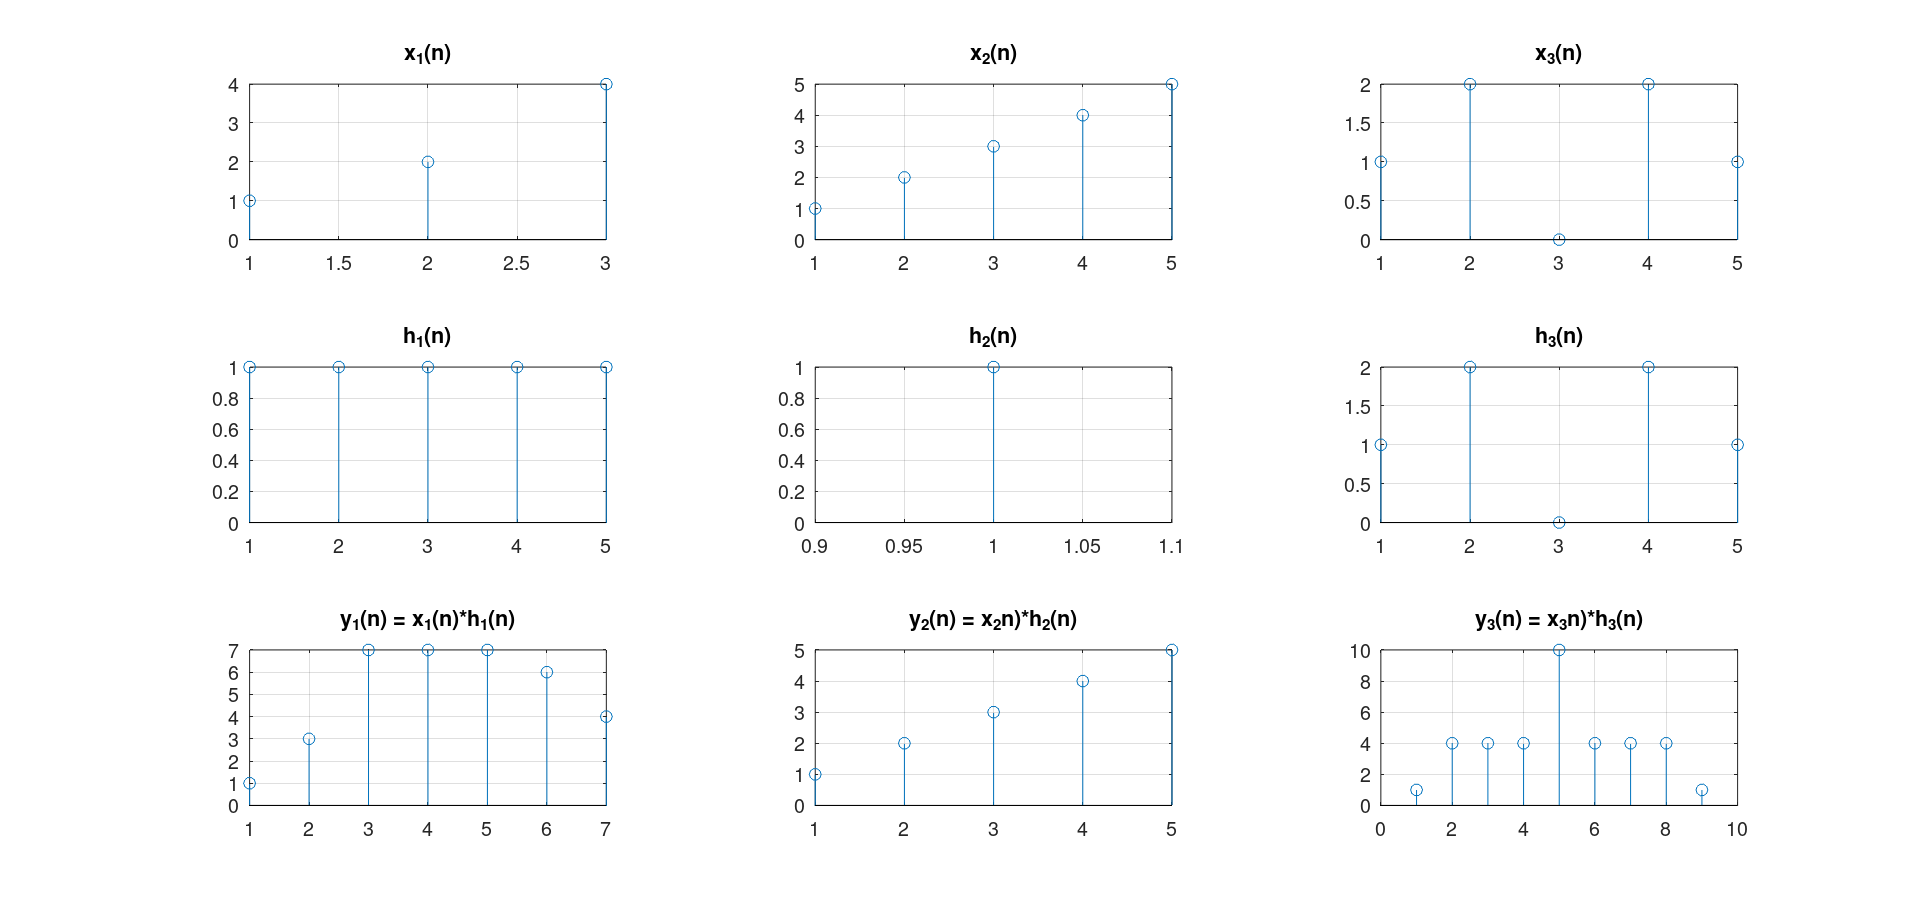 x₁(n)
4
3
2
1
0
1 1.5 2 2.5 3
x₂(n)
5
4
3
2
1
0
1 2 3 4 5
x₃(n)
2
1.5
1
0.5
0
1 2 3 4 5
h₁(n)
1
0.8
0.6
0.4
0.2
0
1 2 3 4 5
h₂(n)
1
0.8
0.6
0.4
0.2
0
0.9 0.95 1 1.05 1.1
h₃(n)
2
1.5
1
0.5
0
1 2 3 4 5
y₁(n) = x₁(n)*h₁(n)
7
6
5
4
3
2
1
0
1 2 3 4 5 6 7
y₂(n) = x₂n)*h₂(n)
5
4
3
2
1
0
1 2 3 4 5
y₃(n) = x₃n)*h₃(n)
10
8
6
4
2
0
0 2 4 6 8 10